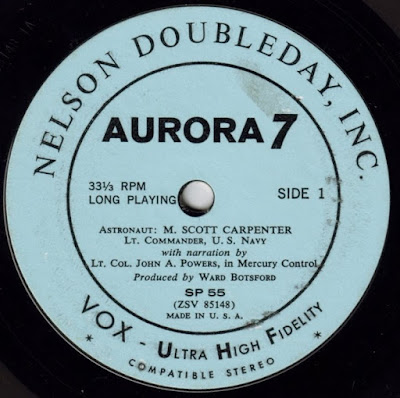 NELSON DOUBLEDAY, INC.
AURORA 7
33⅓ RPM
LONG PLAYING
SIDE 1
ASTRONAUT: M. SCOTT CARPENTER
LT. COMMANDER, U. S. NAVY
with narration by
LT. COL. JOHN A. POWERS, in MERCURY CONTROL
Produced by WARD BOTSFORD
SP 55
(ZSV 85148)
MADE IN U. S. A.
* VOX - ULTRA HIGH FIDELITY *
COMPATIBLE STEREO